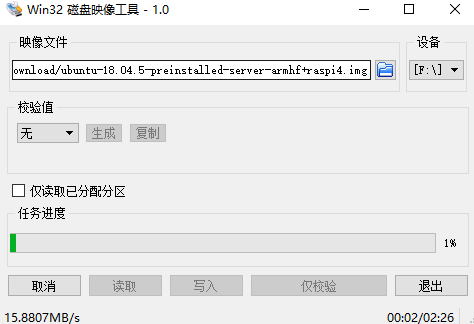 Win32 磁盘映像工具 - 1.0
映像文件 设备
ownload/ubuntu-18.04.5-preinstalled-server-armhf+raspi4.img [F:\]
校验值
无 生成 复制
仅读取已分配分区
任务进度
1%
取消 读取 写入 仅校验 退出
15.8807MB/s 00:02/02:26